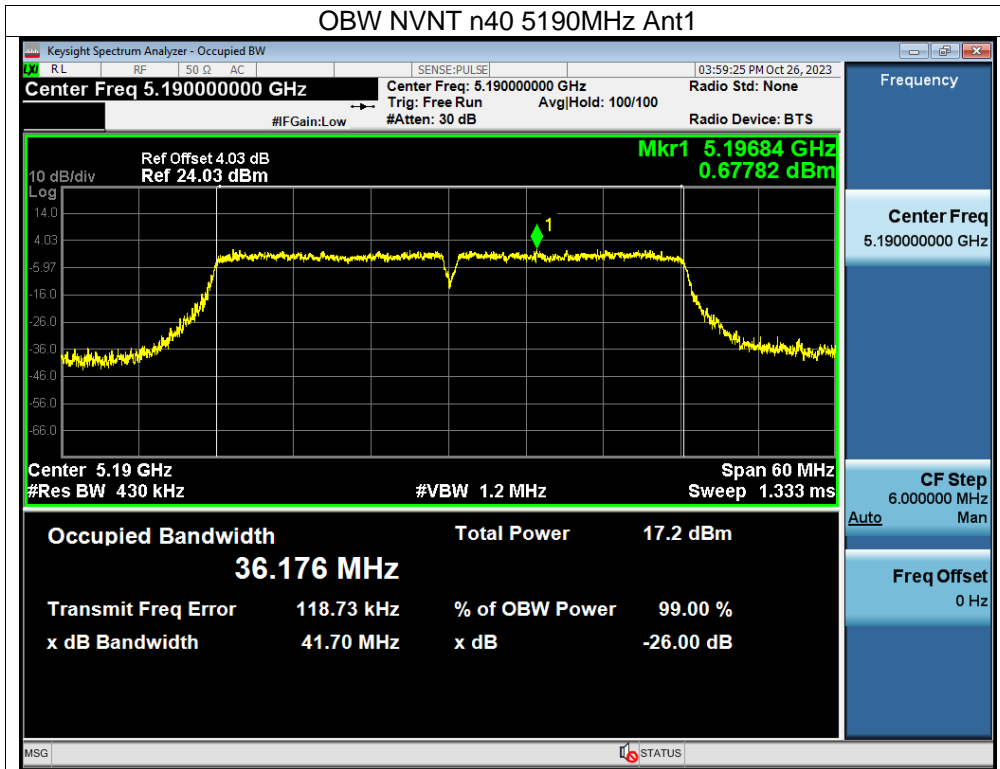 OBW NVNT n40 5190MHz Ant1
Keysight Spectrum Analyzer - Occupied BW
LXI RL RF 50 Ω AC SENSE:PULSE 03:59:25 PM Oct 26, 2023
Center Freq 5.190000000 GHz
Center Freq: 5.190000000 GHz Radio Std: None
Trig: Free Run Avg|Hold: 100/100
#IFGain:Low #Atten: 30 dB Radio Device: BTS
Frequency
Mkr1 5.19684 GHz
0.67782 dBm
Ref Offset 4.03 dB
10 dB/div Ref 24.03 dBm
Log
14.0
4.03
-5.97
-16.0
-26.0
-36.0
-46.0
-56.0
-66.0
1
Center 5.19 GHz Span 60 MHz
#Res BW 430 kHz #VBW 1.2 MHz Sweep 1.333 ms
Center Freq
5.190000000 GHz
CF Step
6.000000 MHz
Auto Man
Freq Offset
0 Hz
Occupied Bandwidth Total Power 17.2 dBm
36.176 MHz
Transmit Freq Error 118.73 kHz % of OBW Power 99.00 %
x dB Bandwidth 41.70 MHz x dB -26.00 dB
MSG STATUS